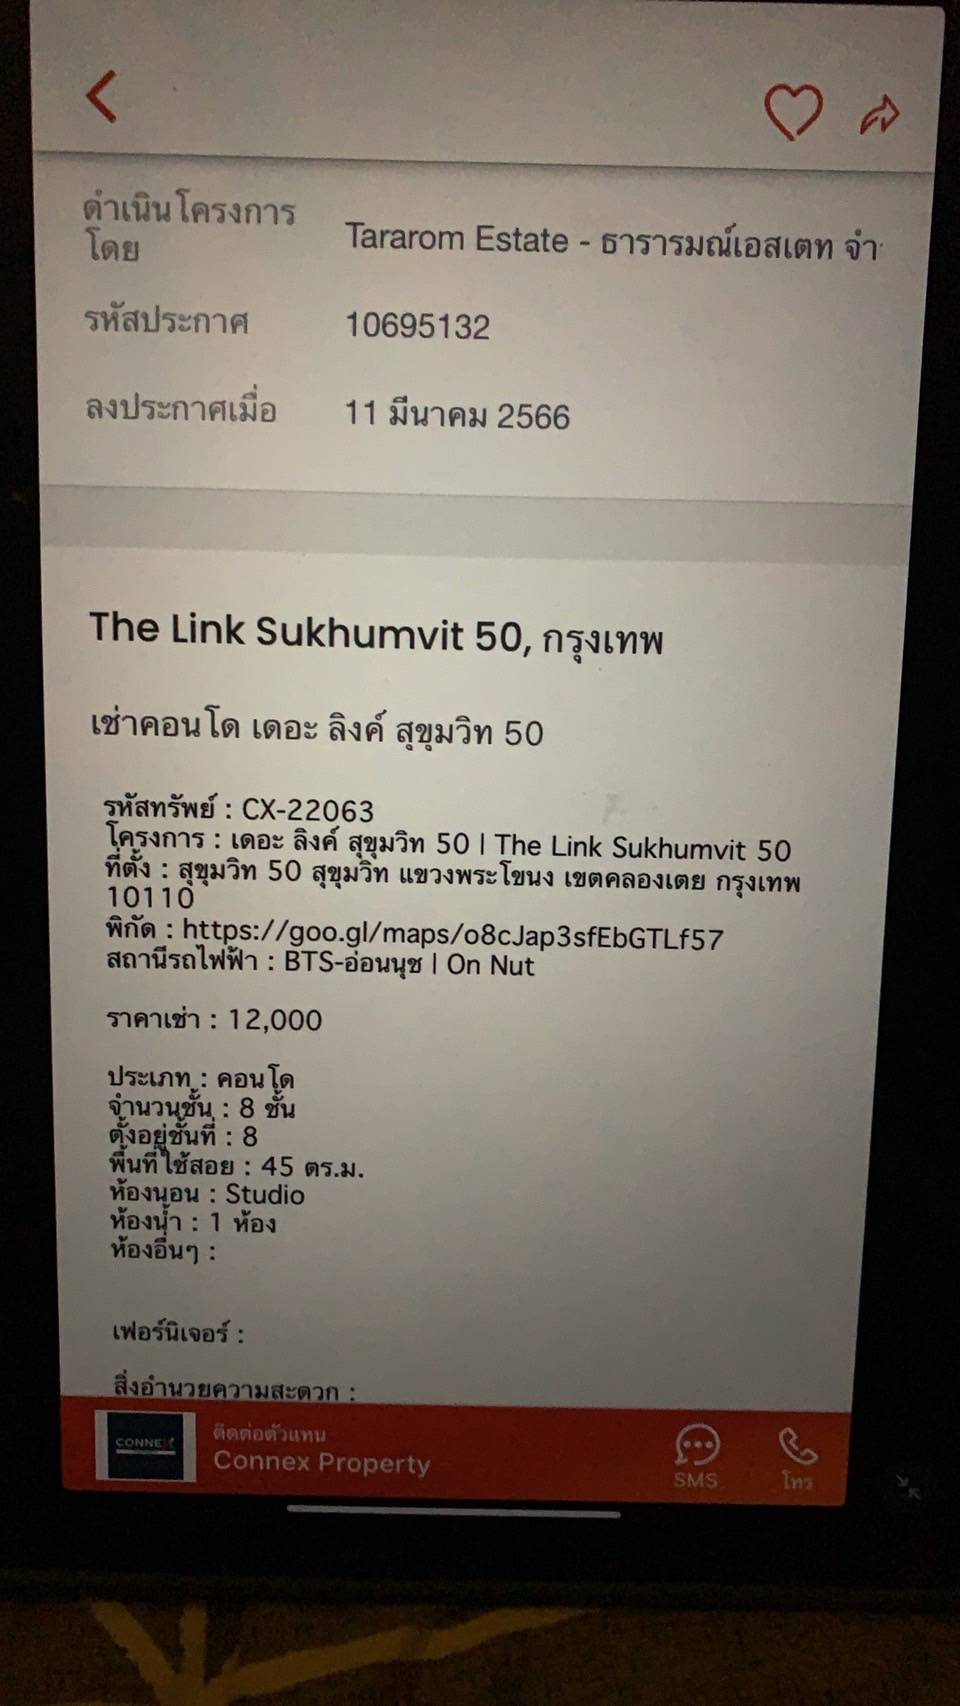 ดำเนินโครงการ
โดย
Tararom Estate - ธารารมณ์เอสเตท จำ
รหัสประกาศ 10695132
ลงประกาศเมื่อ 11 มีนาคม 2566
The Link Sukhumvit 50, กรุงเทพ
เช่าคอนโด เดอะ ลิงค์ สุขุมวิท 50
รหัสทรัพย์ : CX-22063
โครงการ : เดอะ ลิงค์ สุขุมวิท 50 | The Link Sukhumvit 50
ที่ตั้ง : สุขุมวิท 50 สุขุมวิท แขวงพระโขนง เขตคลองเตย กรุงเทพ
10110
พิกัด : https://goo.gl/maps/o8cJap3sfEbGTLf57
สถานีรถไฟฟ้า : BTS-อ่อนนุช | On Nut
ราคาเช่า : 12,000
ประเภท : คอนโด
จำนวนชั้น : 8 ชั้น
ตั้งอยู่ชั้นที่ : 8
พื้นที่ใช้สอย : 45 ตร.ม.
ห้องนอน : Studio
ห้องน้ำ : 1 ห้อง
ห้องอื่นๆ :
เฟอร์นิเจอร์ :
สิ่งอำนวยความสะดวก :
CONNEX
ติดต่อตัวแทน
Connex Property
SMS
โทร